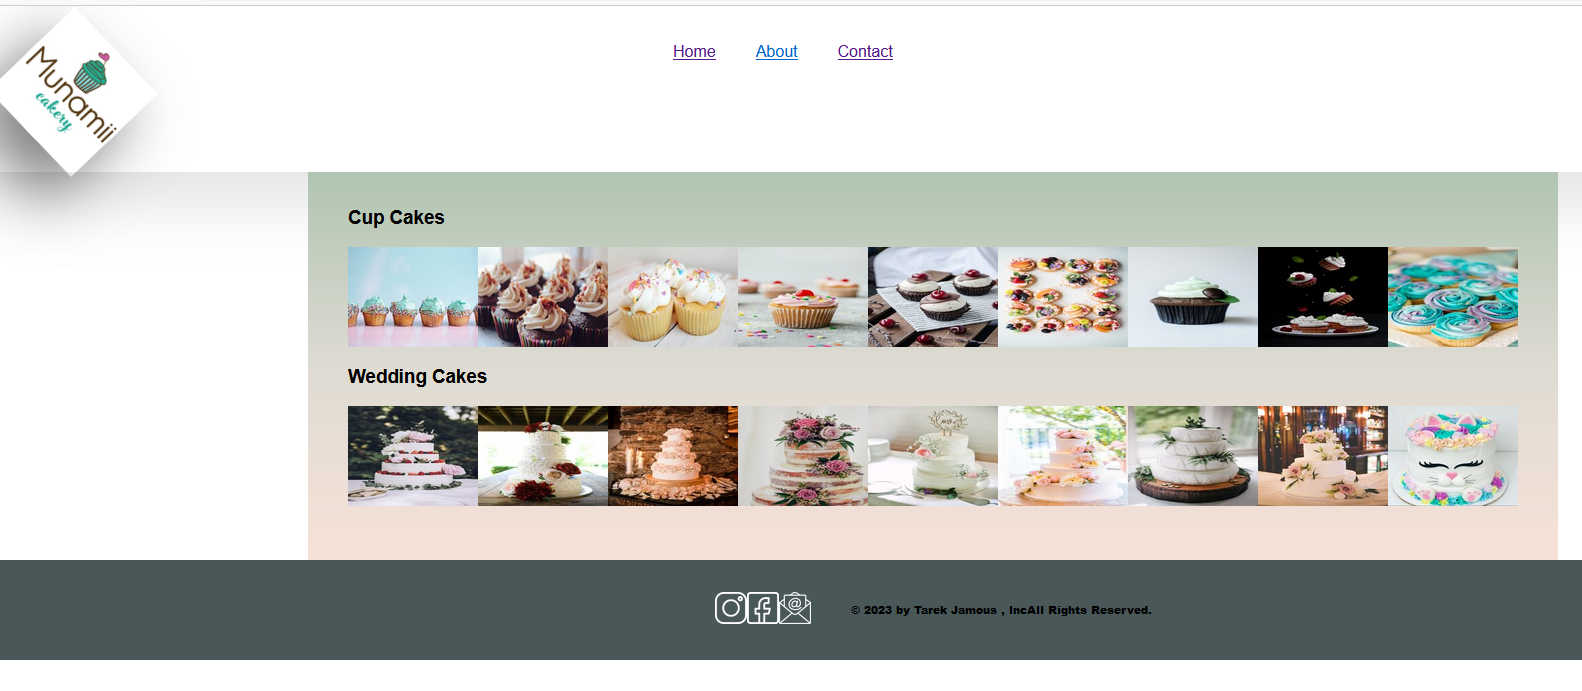 Munamii
cakery
Home About Contact
Cup Cakes
Wedding Cakes
© 2023 by Tarek Jamous , IncAll Rights Reserved.